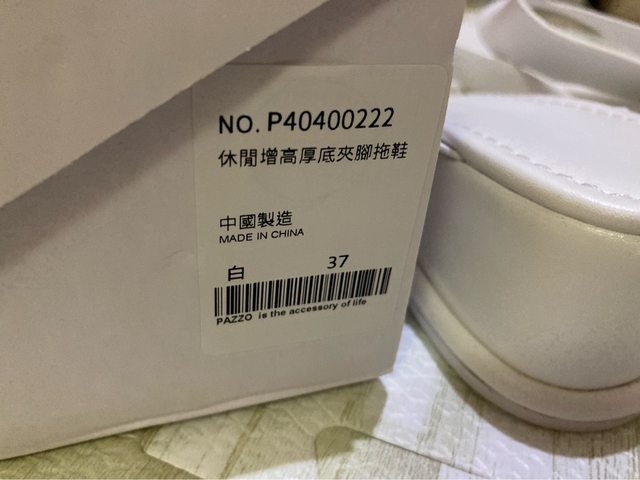 NO. P40400222
休閒增高厚底夾腳拖鞋
中國製造
MADE IN CHINA
白 37
PAZZO is the accessory of life